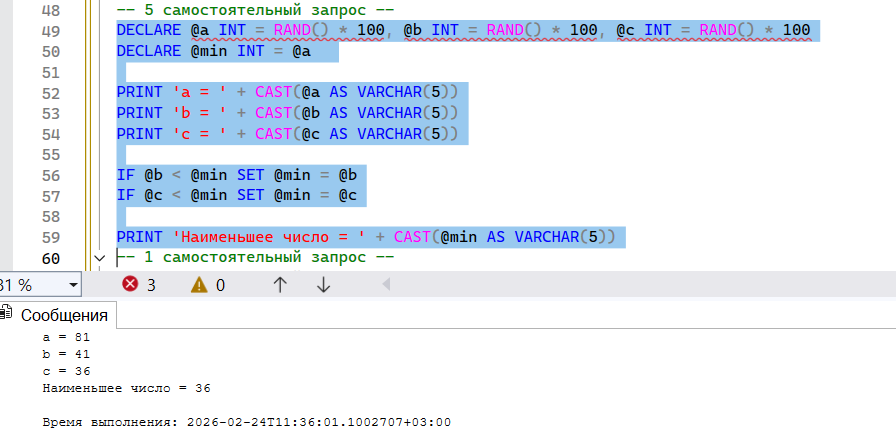 48 -- 5 самостоятельный запрос --
49 DECLARE @a INT = RAND() * 100, @b INT = RAND() * 100, @c INT = RAND() * 100
50 DECLARE @min INT = @a
51
52 PRINT 'a = ' + CAST(@a AS VARCHAR(5))
53 PRINT 'b = ' + CAST(@b AS VARCHAR(5))
54 PRINT 'c = ' + CAST(@c AS VARCHAR(5))
55
56 IF @b < @min SET @min = @b
57 IF @c < @min SET @min = @c
58
59 PRINT 'Наименьшее число = ' + CAST(@min AS VARCHAR(5))
60 -- 1 самостоятельный запрос --
31 % 3 0
Сообщения
a = 81
b = 41
c = 36
Наименьшее число = 36
Время выполнения: 2026-02-24T11:36:01.1002707+03:00